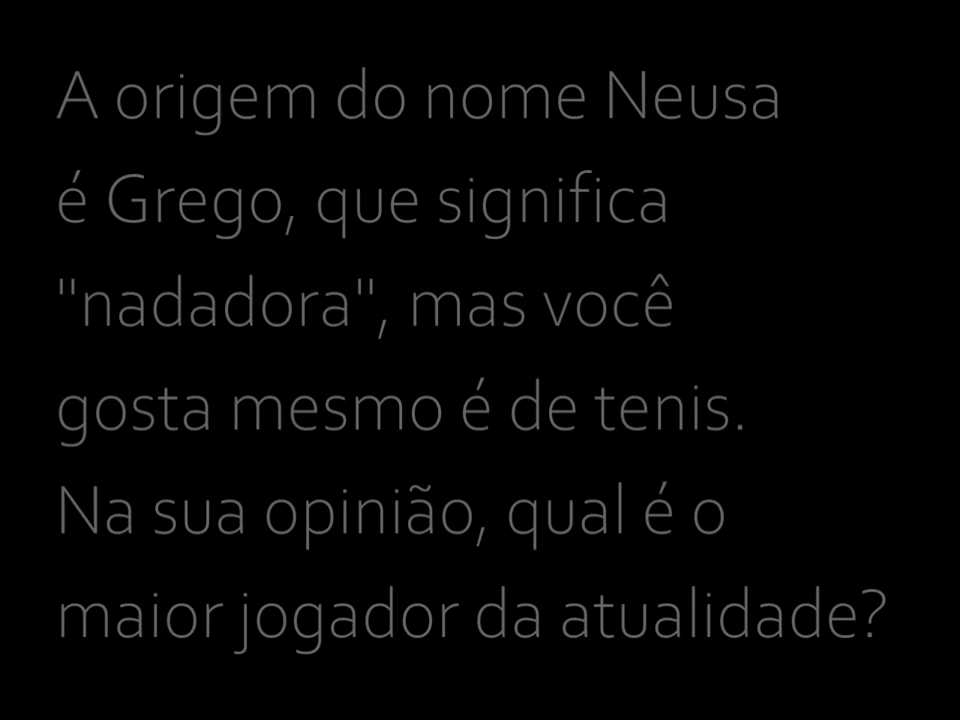 A origem do nome Neusa
é Grego, que significa
"nadadora", mas você
gosta mesmo é de tenis.
Na sua opinião, qual é o
maior jogador da atualidade?